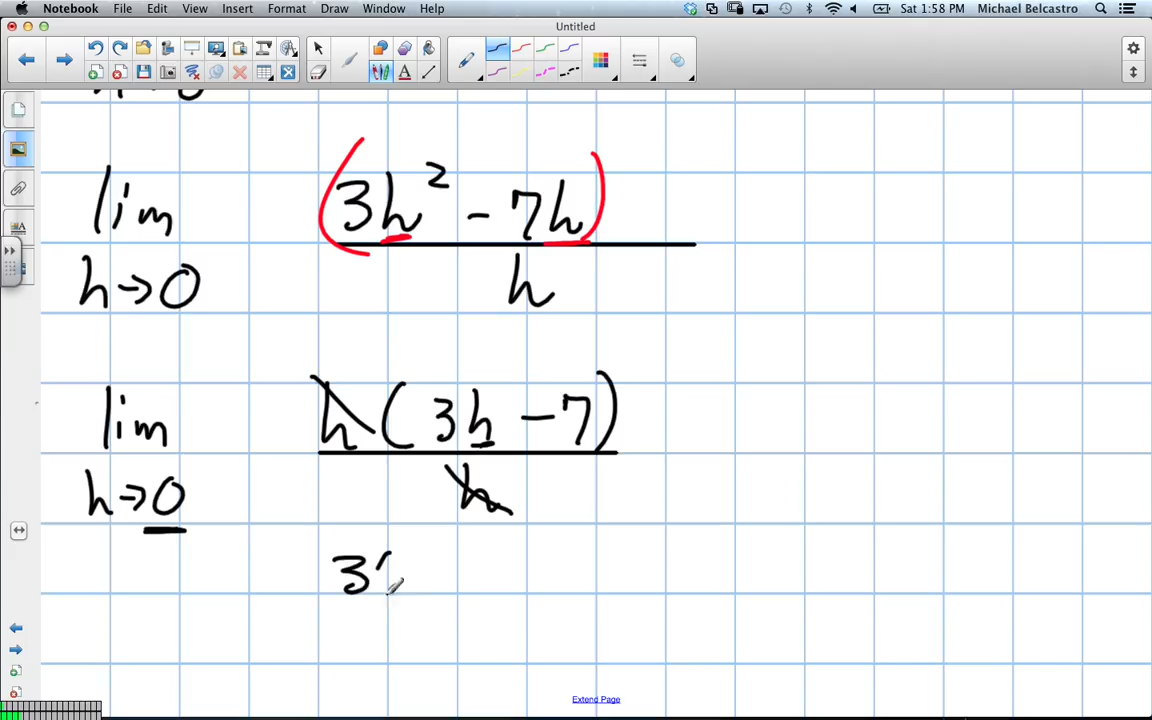 Notebook File Edit View Insert Format Draw Window Help Sat 1:58 PM Michael Belcastro
Untitled
lim (3h² - 7h)
h→0 h
lim h(3h - 7)
h→0 h
3
Extend Page